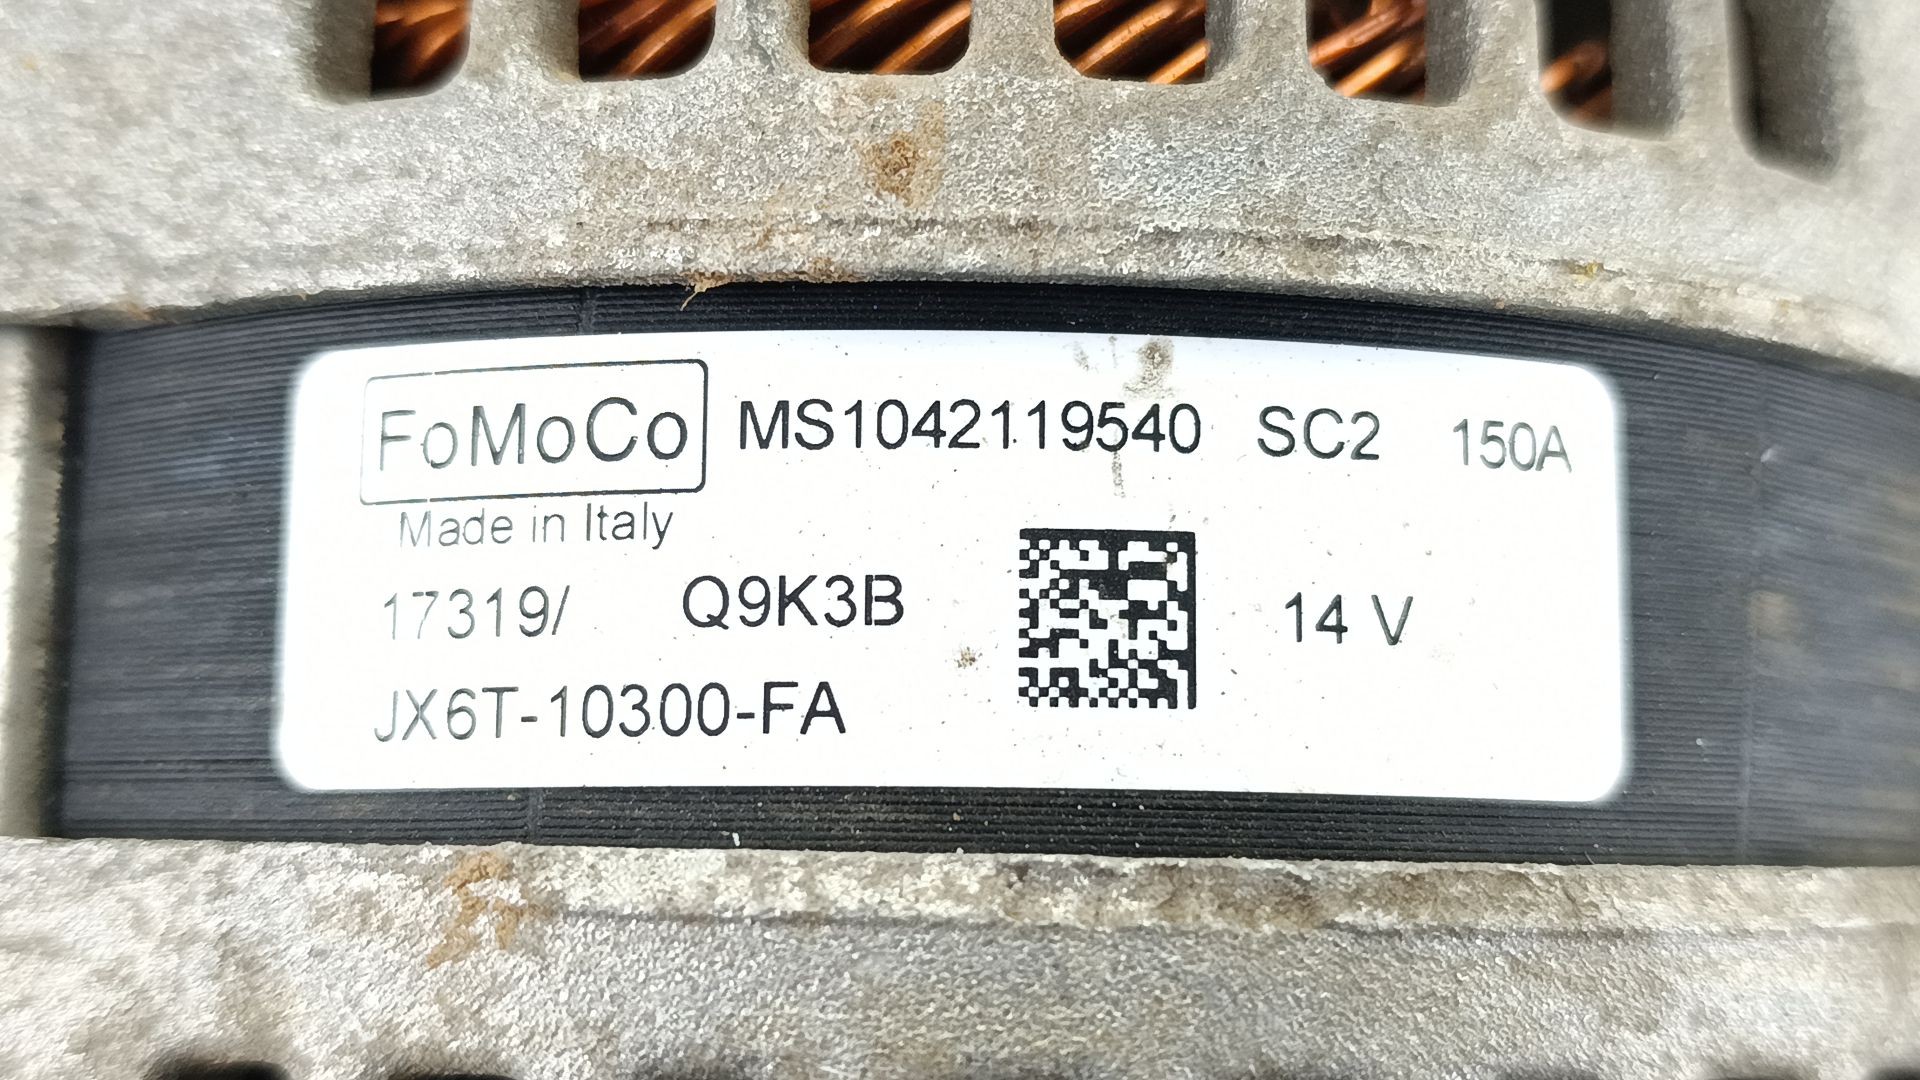 FoMoCo MS1042119540 SC2 150A
Made in Italy
17319/ Q9K3B 14 V
JX6T-10300-FA